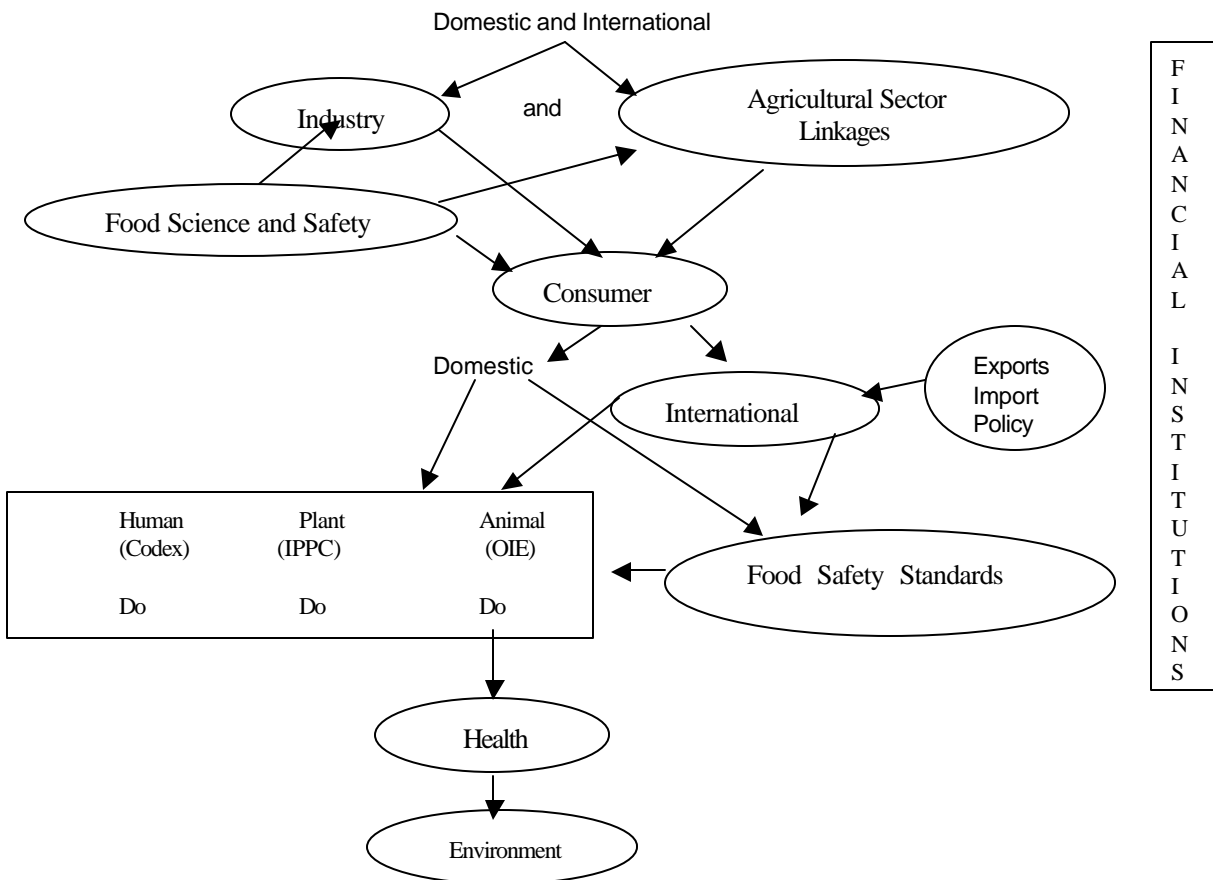 Domestic and International
Industry
and
Agricultural Sector
Linkages
Food Science and Safety
Consumer
Domestic
International
Exports
Import
Policy
Human Plant Animal
(Codex) (IPPC) (OIE)
Do Do Do
Food Safety Standards
Health
Environment
FINANCIAL INSTITUTIONS